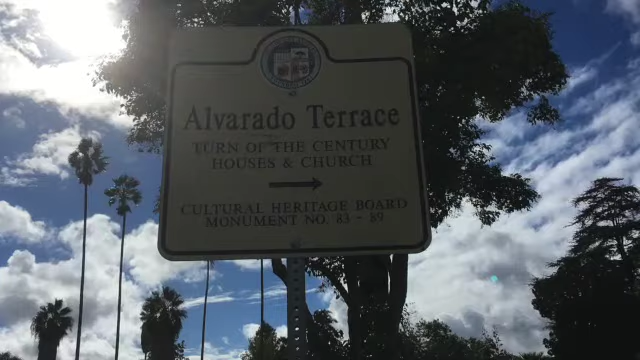 Alvarado Terrace
TURN OF THE CENTURY
HOUSES & CHURCH
CULTURAL HERITAGE BOARD
MONUMENT NO. 83 - 89